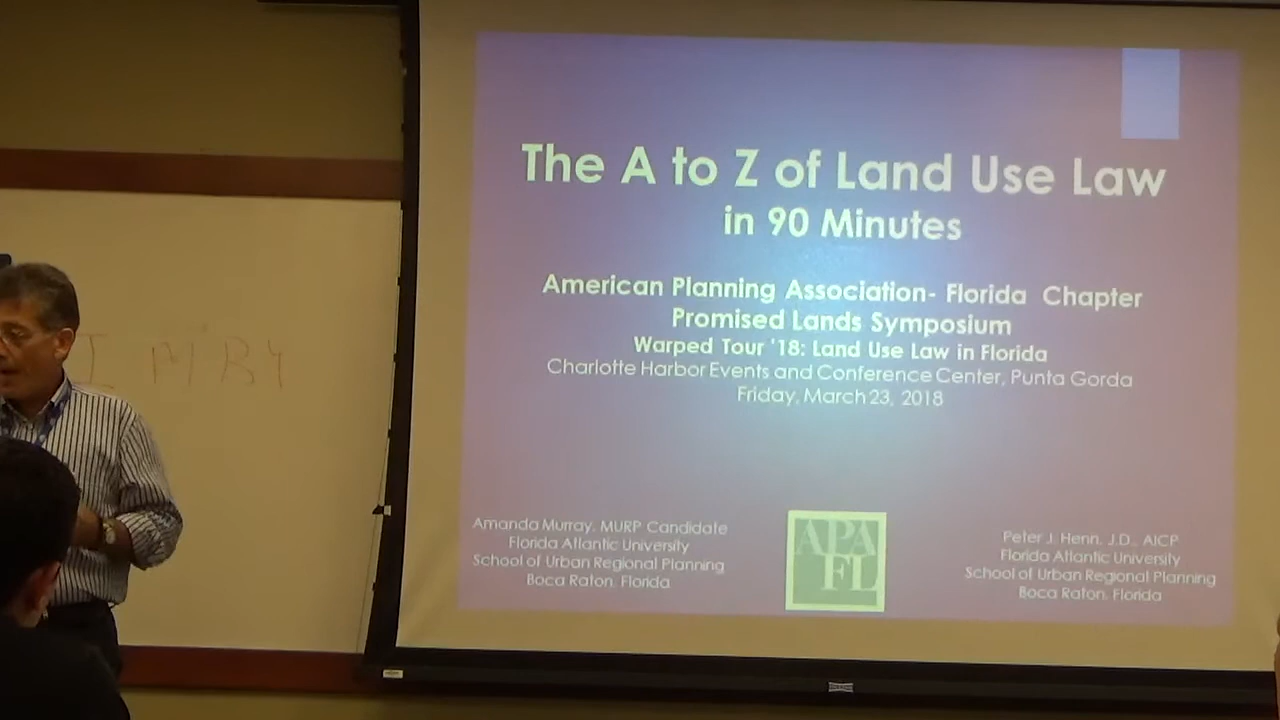 The A to Z of Land Use Law
in 90 Minutes
American Planning Association- Florida Chapter
Promised Lands Symposium
Warped Tour '18: Land Use Law in Florida
Charlotte Harbor Events and Conference Center, Punta Gorda
Friday, March 23, 2018
Amanda Murray, MURP Candidate
Florida Atlantic University
School of Urban Regional Planning
Boca Raton, Florida
APA
FL
Peter J. Henn, J.D., AICP
Florida Atlantic University
School of Urban Regional Planning
Boca Raton, Florida